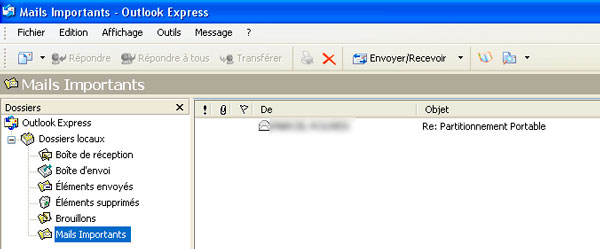 Mails Importants - Outlook Express
Fichier Edition Affichage Outils Message ?
Répondre Répondre à tous Transférer Envoyer/Recevoir
Mails Importants
Dossiers
! De Objet
Outlook Express
Re: Partitionnement Portable
Dossiers locaux
Boîte de réception
Boîte d'envoi
Éléments envoyés
Éléments supprimés
Brouillons
Mails Importants